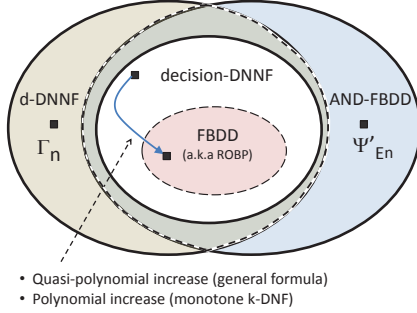 decision-DNNF
d-DNNF
AND-FBDD
FBDD
(a.k.a ROBP)
Γn
Ψ'En
• Quasi-polynomial increase (general formula)
• Polynomial increase (monotone k-DNF)